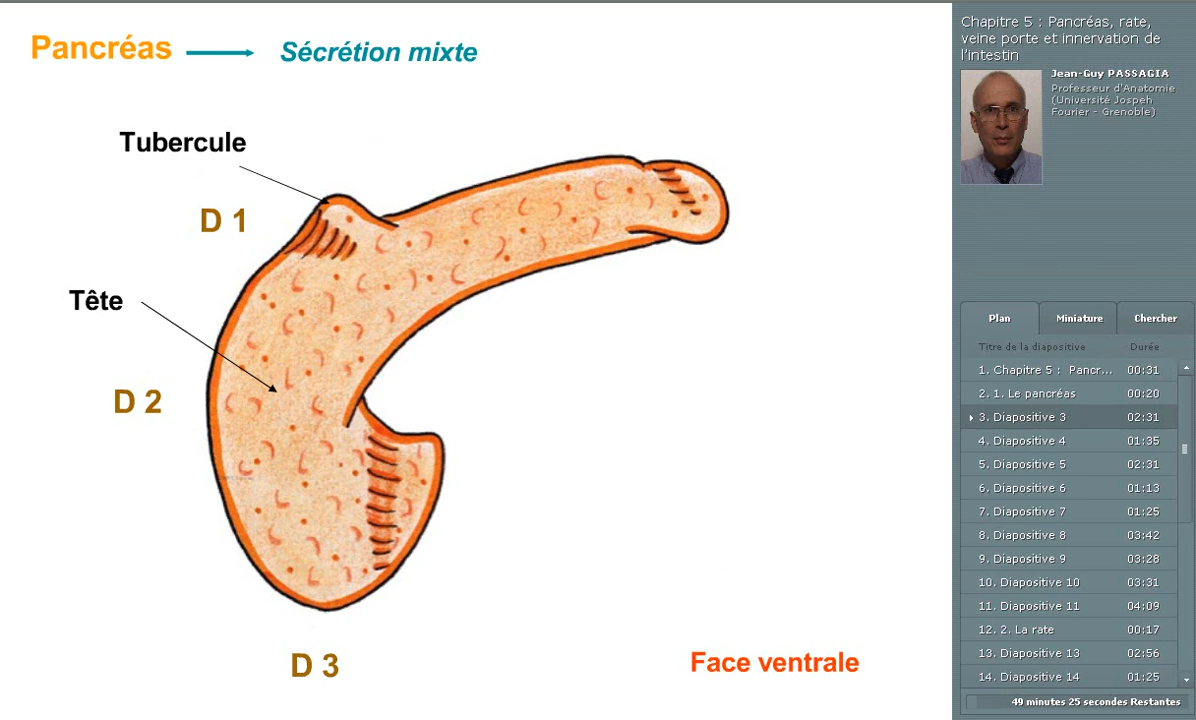 Pancréas
Sécrétion mixte
Tubercule
D 1
Tête
D 2
D 3
Face ventrale
Chapitre 5 : Pancréas, rate,
veine porte et innervation de
l'intestin
Jean-Guy PASSAGIA
Professeur d'Anatomie
(Université Jospeh
Fourier - Grenoble)
Plan Miniature Chercher
Titre de la diapositive Durée
1. Chapitre 5 : Pancr... 00:31
2. 1. Le pancréas 00:20
3. Diapositive 3 02:31
4. Diapositive 4 01:35
5. Diapositive 5 02:31
6. Diapositive 6 01:13
7. Diapositive 7 01:25
8. Diapositive 8 03:42
9. Diapositive 9 03:28
10. Diapositive 10 03:31
11. Diapositive 11 04:09
12. 2. La rate 00:17
13. Diapositive 13 02:56
14. Diapositive 14 01:25
49 minutes 25 secondes Restantes